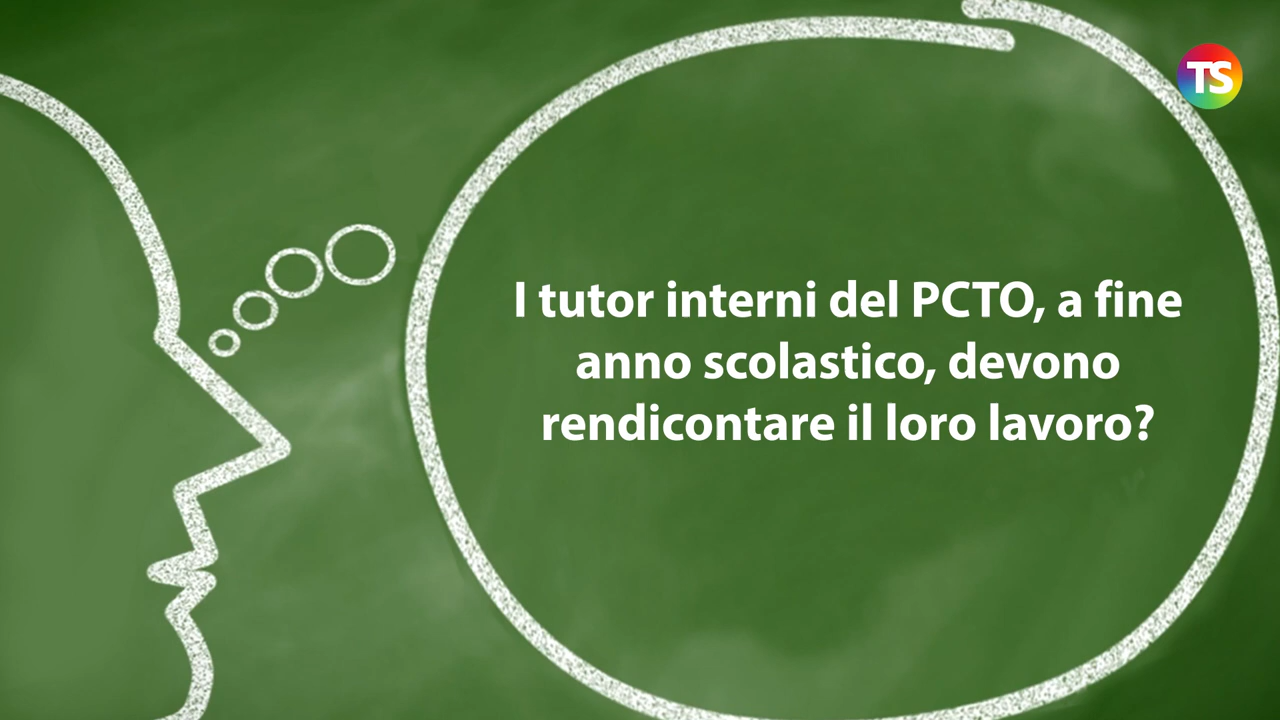 TS
I tutor interni del PCTO, a fine
anno scolastico, devono
rendicontare il loro lavoro?